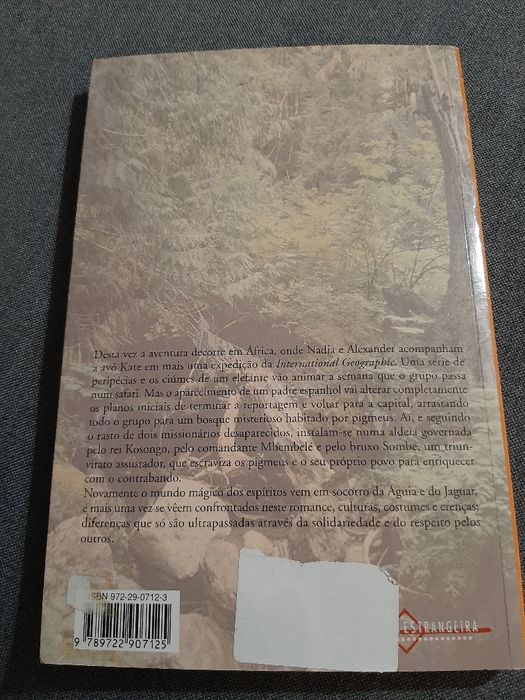 Desta vez a aventura decorre em África, onde Nadia e Alexander acompanham
a avó Kate em mais uma expedição da International Geographic. Uma série de
peripécias e os ciúmes de um elefante vão animar a semana que o grupo passa
num safari. Mas o aparecimento de um padre espanhol vai alterar completamente
os planos iniciais de terminar a reportagem e voltar para a capital, arrastando
todo o grupo para um bosque misterioso habitado por pigmeus. Aí, e seguindo
o rasto de dois missionários desaparecidos, instalam-se numa aldeia governada
pelo rei Kosongo, pelo comandante Mbembelé e pelo bruxo Sombe, um triun-
virato assustador, que escraviza os pigmeus e o seu próprio povo para enriquecer
com o contrabando.
Novamente o mundo mágico dos espíritos vem em socorro da Águia e do Jaguar,
e mais uma vez se vêem confrontados neste romance, culturas, costumes e crenças;
diferenças que só são ultrapassadas através da solidariedade e do respeito pelos
outros.
ISBN 972-29-0712-3
9 789722 907125
ESTRANGEIRA